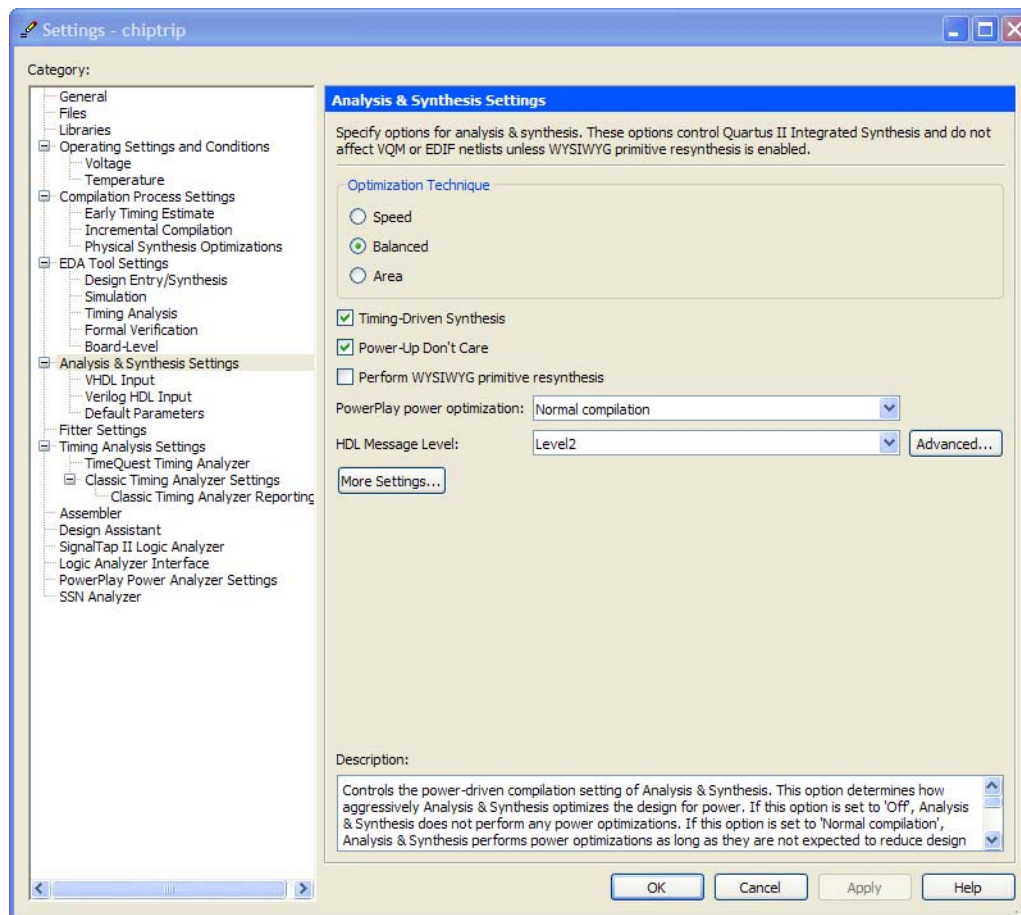 Settings - chiptrip
Category:
General
Files
Libraries
Operating Settings and Conditions
Voltage
Temperature
Compilation Process Settings
Early Timing Estimate
Incremental Compilation
Physical Synthesis Optimizations
EDA Tool Settings
Design Entry/Synthesis
Simulation
Timing Analysis
Formal Verification
Board-Level
Analysis & Synthesis Settings
VHDL Input
Verilog HDL Input
Default Parameters
Fitter Settings
Timing Analysis Settings
TimeQuest Timing Analyzer
Classic Timing Analyzer Settings
Classic Timing Analyzer Reporting
Assembler
Design Assistant
SignalTap II Logic Analyzer
Logic Analyzer Interface
PowerPlay Power Analyzer Settings
SSN Analyzer
Analysis & Synthesis Settings
Specify options for analysis & synthesis. These options control Quartus II Integrated Synthesis and do not
affect VQM or EDIF netlists unless WYSIWYG primitive resynthesis is enabled.
Optimization Technique
Speed
Balanced
Area
Timing-Driven Synthesis
Power-Up Don't Care
Perform WYSIWYG primitive resynthesis
PowerPlay power optimization: Normal compilation
HDL Message Level: Level2 Advanced...
More Settings...
Description:
Controls the power-driven compilation setting of Analysis & Synthesis. This option determines how
aggressively Analysis & Synthesis optimizes the design for power. If this option is set to 'Off', Analysis
& Synthesis does not perform any power optimizations. If this option is set to 'Normal compilation',
Analysis & Synthesis performs power optimizations as long as they are not expected to reduce design
OK Cancel Apply Help